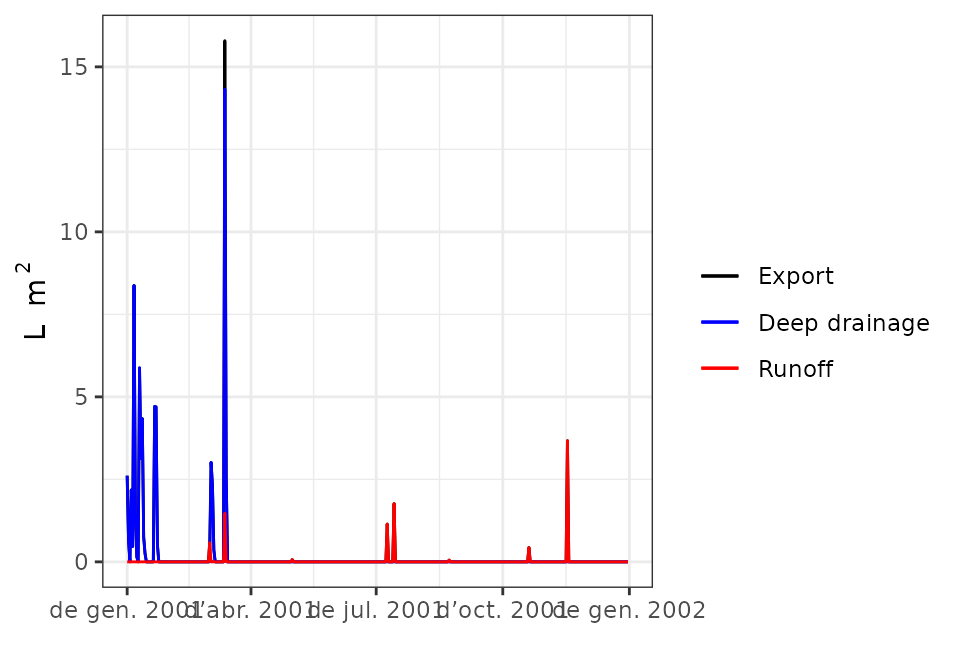 15
10
5
0
L m²
de gen. 2001
d'abr. 2001
de jul. 2001
d'oct. 2001
de gen. 2002
Export
Deep drainage
Runoff